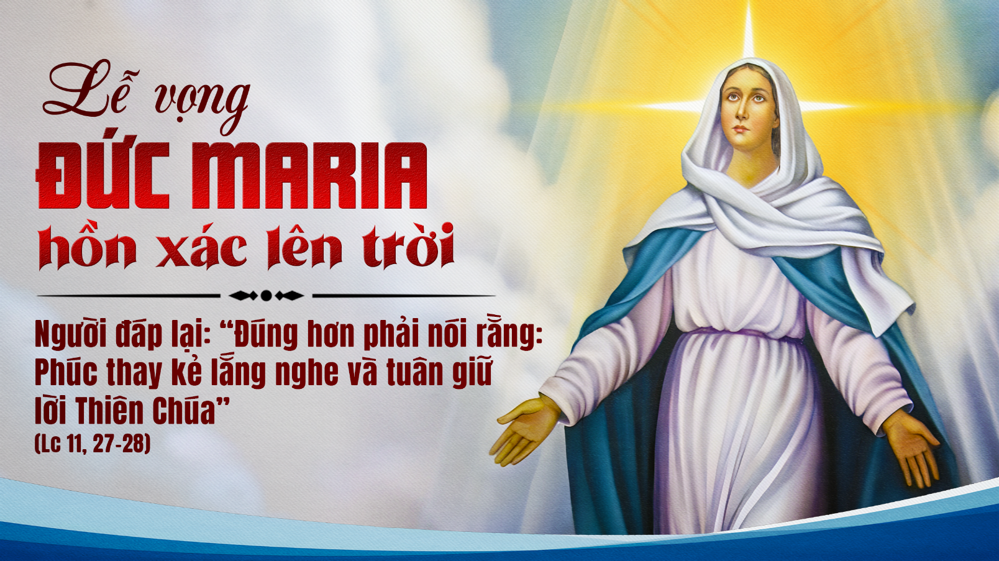 Lễ vọng
ĐỨC MARIA
hồn xác lên trời
Người đáp lại: “Đúng hơn phải nói rằng:
Phúc thay kẻ lắng nghe và tuân giữ
lời Thiên Chúa”
(Lc 11, 27-28)